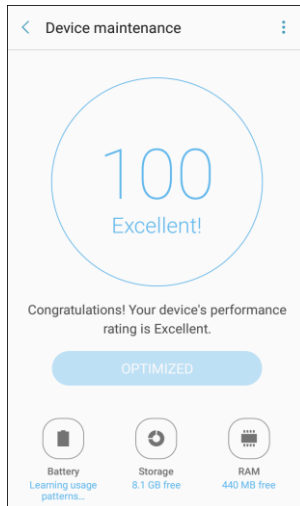 Device maintenance
100
Excellent!
Congratulations! Your device's performance
rating is Excellent.
OPTIMIZED
Battery
Learning usage
patterns...
Storage
8.1 GB free
RAM
440 MB free